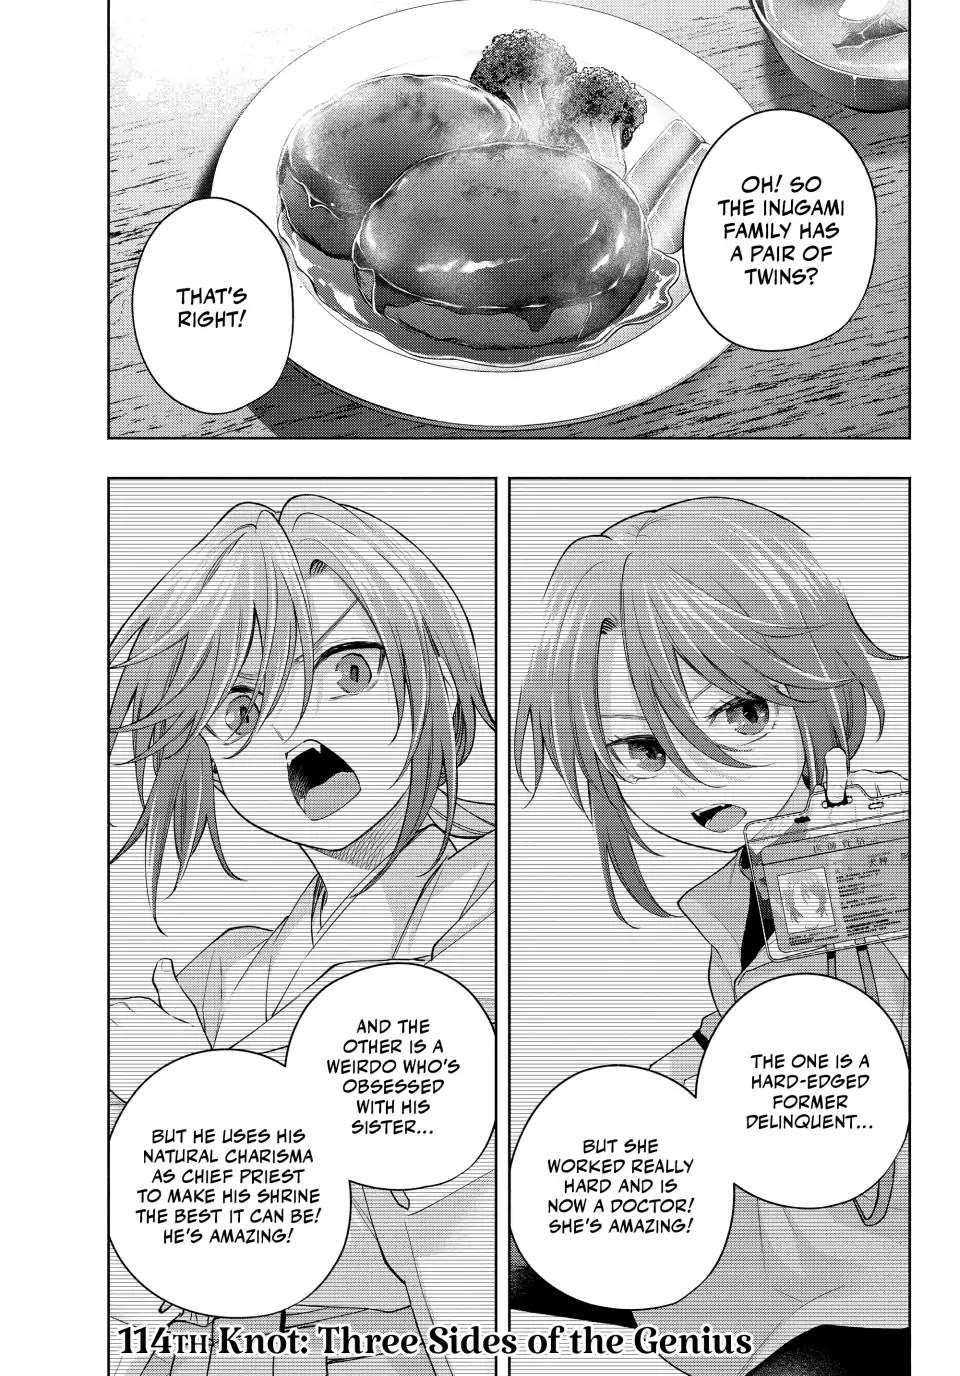 OH! SO
THE INUGAMI
FAMILY HAS
A PAIR OF
TWINS?
THAT'S
RIGHT!
THE ONE IS A
HARD-EDGED
FORMER
DELINQUENT...
BUT SHE
WORKED REALLY
HARD AND IS
NOW A DOCTOR!
SHE'S AMAZING!
AND THE
OTHER IS A
WEIRDO WHO'S
OBSESSED
WITH HIS
SISTER...
BUT HE USES HIS
NATURAL CHARISMA
AS CHIEF PRIEST
TO MAKE HIS SHRINE
THE BEST IT CAN BE!
HE'S AMAZING!
114TH Knot: Three Sides of the Genius